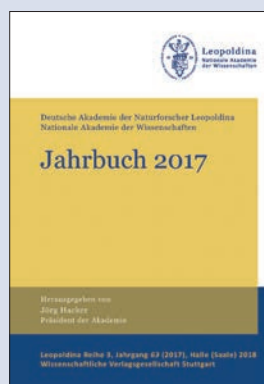 Leopoldina
Nationale Akademie
der Wissenschaften
Deutsche Akademie der Naturforscher Leopoldina
Nationale Akademie der Wissenschaften
Jahrbuch 2017
Herausgegeben von
Jörg Hacker
Präsident der Akademie
Leopoldina Reihe 3, Jahrgang 63 (2017), Halle (Saale) 2018
Wissenschaftliche Verlagsgesellschaft Stuttgart